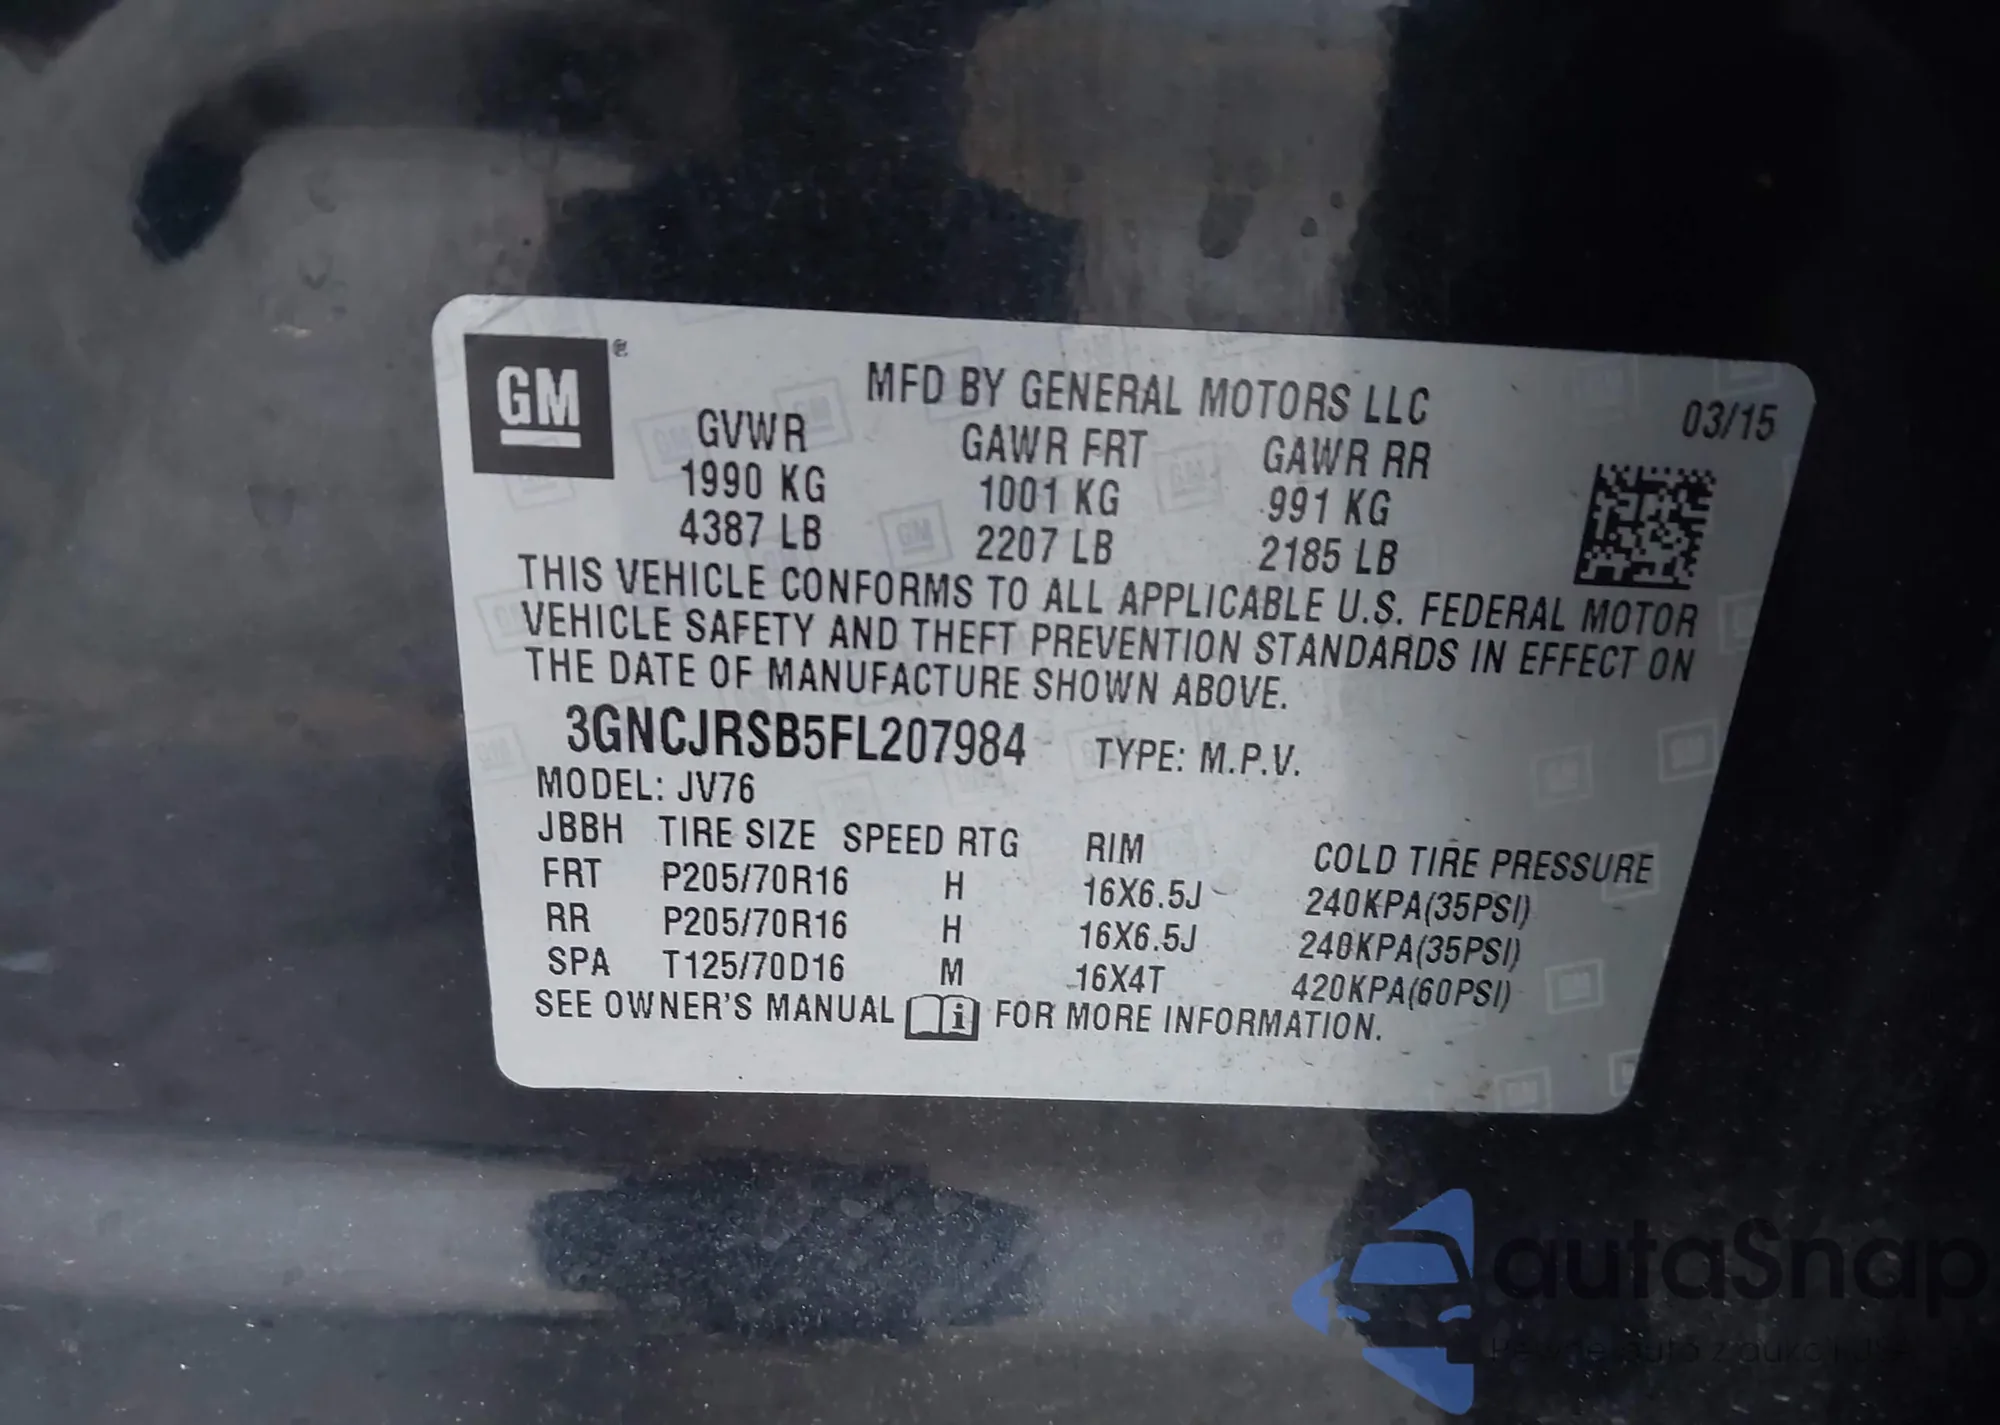 GM
MFD BY GENERAL MOTORS LLC
03/15
GVWR GAWR FRT GAWR RR
1990 KG 1001 KG 991 KG
4387 LB 2207 LB 2185 LB
THIS VEHICLE CONFORMS TO ALL APPLICABLE U.S. FEDERAL MOTOR
VEHICLE SAFETY AND THEFT PREVENTION STANDARDS IN EFFECT ON
THE DATE OF MANUFACTURE SHOWN ABOVE.
3GNCJRSB5FL207984 TYPE: M.P.V.
MODEL: JV76
JBBH TIRE SIZE SPEED RTG RIM COLD TIRE PRESSURE
FRT P205/70R16 H 16X6.5J 240KPA(35PSI)
RR P205/70R16 H 16X6.5J 240KPA(35PSI)
SPA T125/70D16 M 16X4T 420KPA(60PSI)
SEE OWNER'S MANUAL i FOR MORE INFORMATION.
autaSnap